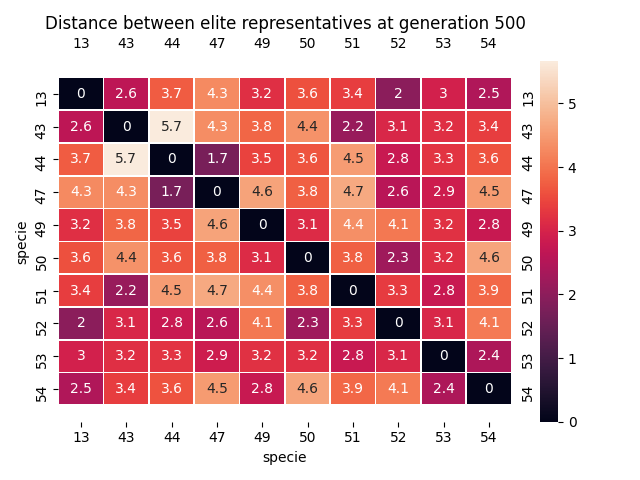 Distance between elite representatives at generation 500
13 43 44 47 49 50 51 52 53 54
13 0 2.6 3.7 4.3 3.2 3.6 3.4 2 3 2.5 13
43 2.6 0 5.7 4.3 3.8 4.4 2.2 3.1 3.2 3.4 43
44 3.7 5.7 0 1.7 3.5 3.6 4.5 2.8 3.3 3.6 44
47 4.3 4.3 1.7 0 4.6 3.8 4.7 2.6 2.9 4.5 47
49 3.2 3.8 3.5 4.6 0 3.1 4.4 4.1 3.2 2.8 49
50 3.6 4.4 3.6 3.8 3.1 0 3.8 2.3 3.2 4.6 50
51 3.4 2.2 4.5 4.7 4.4 3.8 0 3.3 2.8 3.9 51
52 2 3.1 2.8 2.6 4.1 2.3 3.3 0 3.1 4.1 52
53 3 3.2 3.3 2.9 3.2 3.2 2.8 3.1 0 2.4 53
54 2.5 3.4 3.6 4.5 2.8 4.6 3.9 4.1 2.4 0 54
13 43 44 47 49 50 51 52 53 54
specie
specie
5
4
3
2
1
0